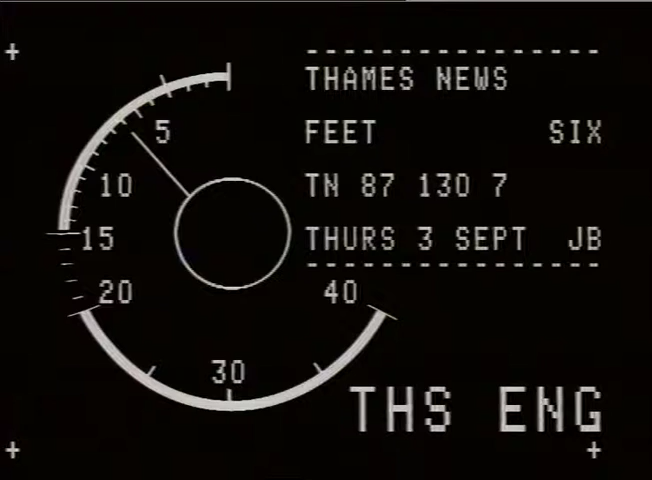 THAMES NEWS
FEET SIX
TN 87 130 7
THURS 3 SEPT JB
5
10
15
20
30
40
THS ENG